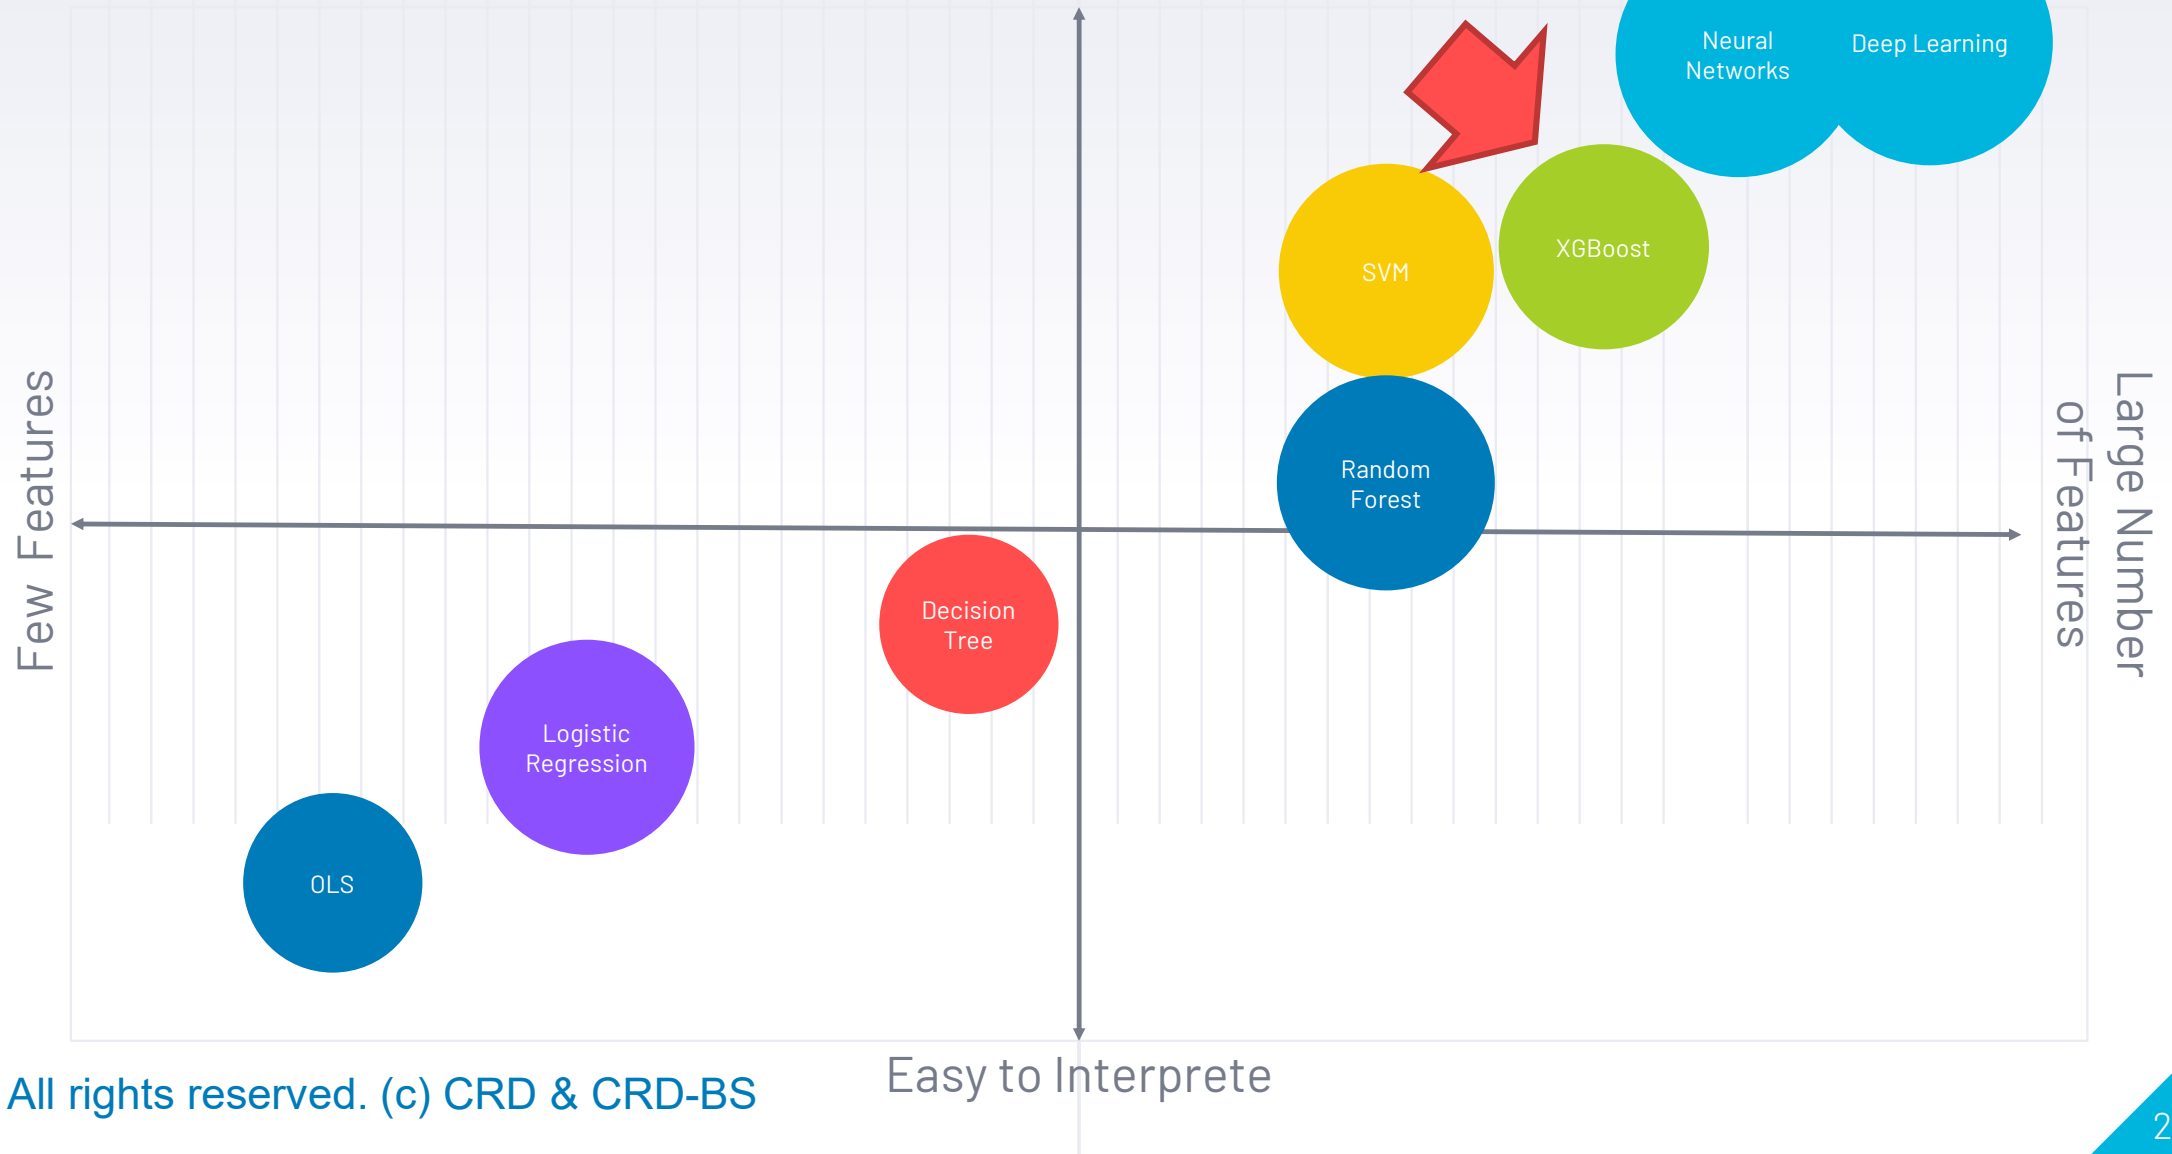 Neural
Networks
Deep Learning
SVM
XGBoost
Random
Forest
Few Features
Large Number
of Features
Decision
Tree
Logistic
Regression
OLS
Easy to Interprete
All rights reserved. (c) CRD & CRD-BS
2